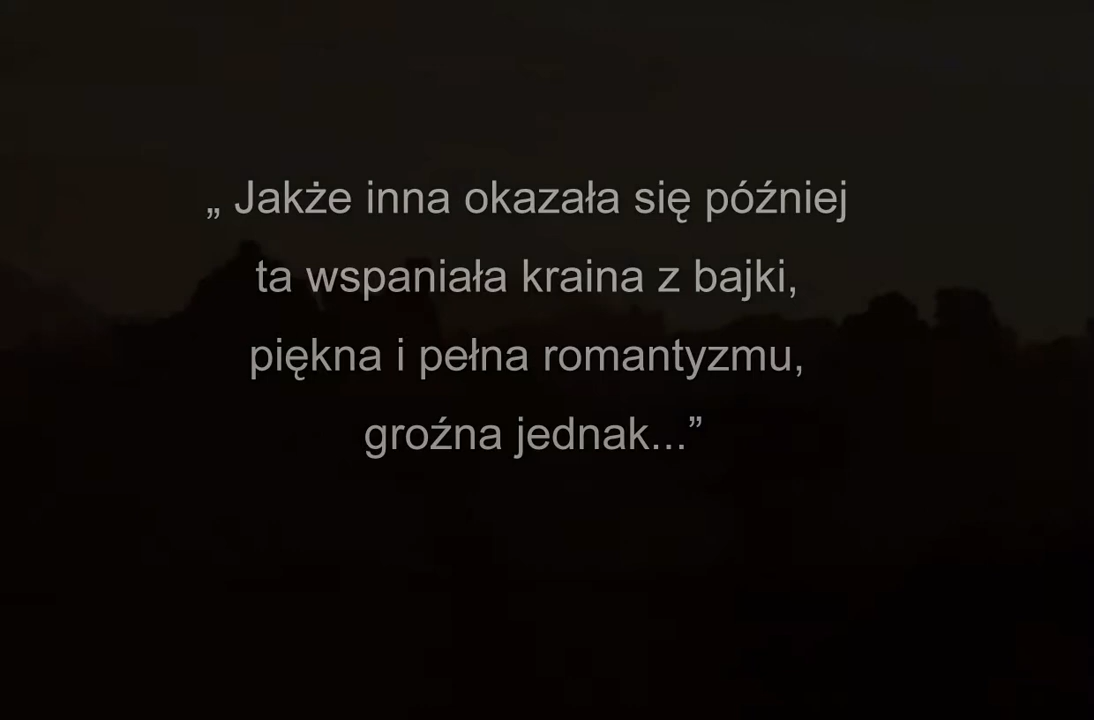 „ Jakże inna okazała się później
ta wspaniała kraina z bajki,
piękna i pełna romantyzmu,
groźna jednak...”